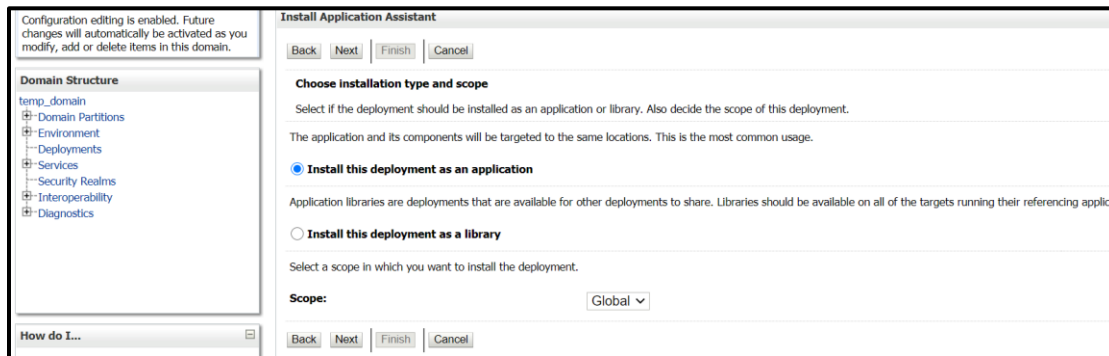 Configuration editing is enabled. Future
changes will automatically be activated as you
modify, add or delete items in this domain.
Domain Structure
temp_domain
Domain Partitions
Environment
Deployments
Services
Security Realms
Interoperability
Diagnostics
How do I...
Install Application Assistant
Back Next Finish Cancel
Choose installation type and scope
Select if the deployment should be installed as an application or library. Also decide the scope of this deployment.
The application and its components will be targeted to the same locations. This is the most common usage.
Install this deployment as an application
Application libraries are deployments that are available for other deployments to share. Libraries should be available on all of the targets running their referencing
Install this deployment as a library
Select a scope in which you want to install the deployment.
Scope: Global
Back Next Finish Cancel